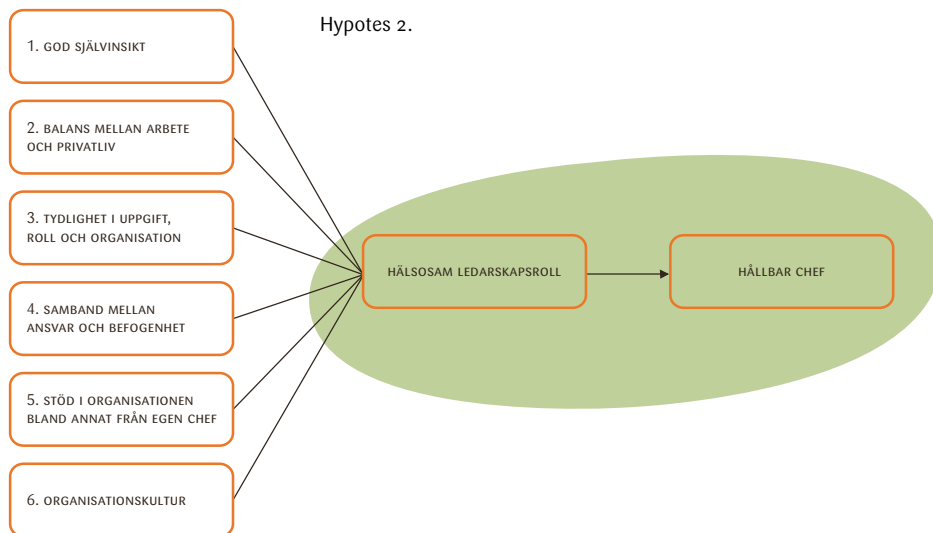 Hypotes 2.
1. GOD SJÄLVINSIKT
2. BALANS MELLAN ARBETE
OCH PRIVATLIV
3. TYDLIGHET I UPPGIFT,
ROLL OCH ORGANISATION
4. SAMBAND MELLAN
ANSVAR OCH BEFOGENHET
5. STÖD I ORGANISATIONEN
BLAND ANNAT FRÅN EGEN CHEF
6. ORGANISATIONSKULTUR
HÄLSOSAM LEDARSKAPSROLL
HÅLLBAR CHEF